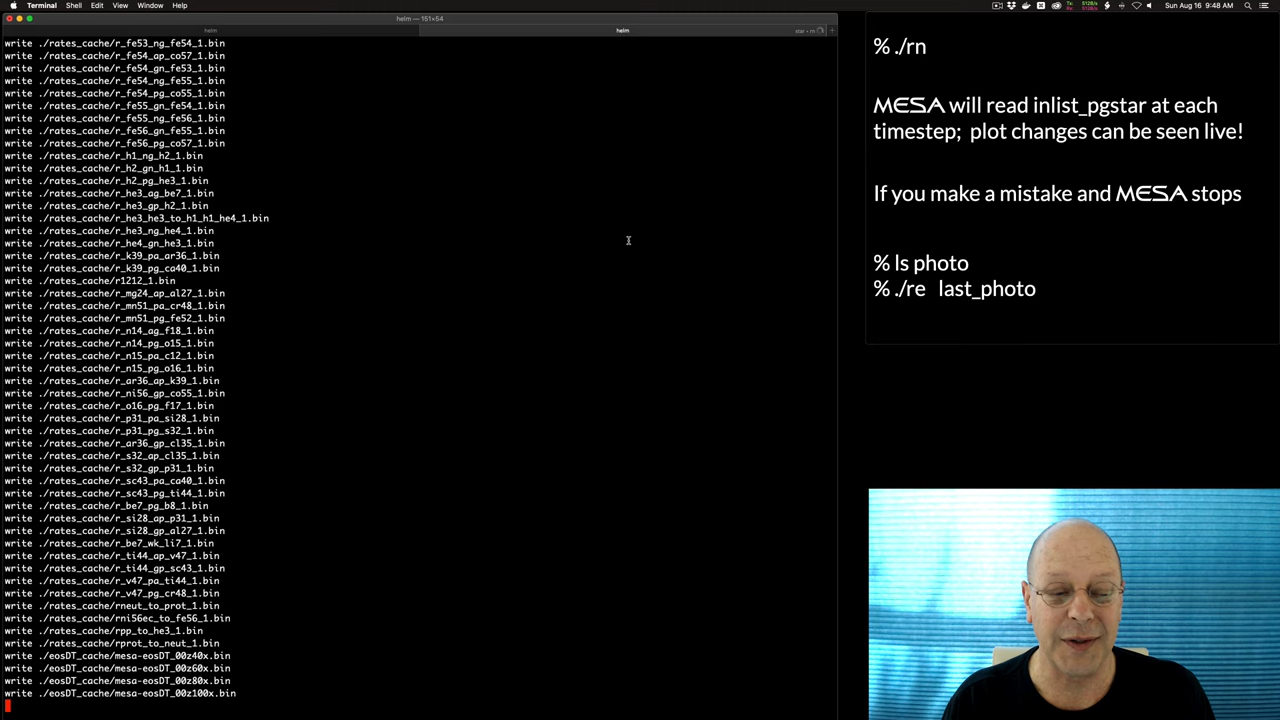 Terminal Shell Edit View Window Help
Sun Aug 16 9:48 AM
helm — 151×54
helm
helm
star • rn
write ./rates_cache/r_fe53_ng_fe54_1.bin
write ./rates_cache/r_fe54_ap_co57_1.bin
write ./rates_cache/r_fe54_gn_fe53_1.bin
write ./rates_cache/r_fe54_ng_fe55_1.bin
write ./rates_cache/r_fe54_pg_co55_1.bin
write ./rates_cache/r_fe55_gn_fe54_1.bin
write ./rates_cache/r_fe55_ng_fe56_1.bin
write ./rates_cache/r_fe56_gn_fe55_1.bin
write ./rates_cache/r_fe56_pg_co57_1.bin
write ./rates_cache/r_h1_ng_h2_1.bin
write ./rates_cache/r_h2_gn_h1_1.bin
write ./rates_cache/r_h2_pg_he3_1.bin
write ./rates_cache/r_he3_ag_be7_1.bin
write ./rates_cache/r_he3_gp_h2_1.bin
write ./rates_cache/r_he3_he3_to_h1_h1_he4_1.bin
write ./rates_cache/r_he3_ng_he4_1.bin
write ./rates_cache/r_he4_gn_he3_1.bin
write ./rates_cache/r_k39_pa_ar36_1.bin
write ./rates_cache/r_k39_pg_ca40_1.bin
write ./rates_cache/r1212_1.bin
write ./rates_cache/r_mg24_ap_al27_1.bin
write ./rates_cache/r_mn51_pa_cr48_1.bin
write ./rates_cache/r_mn51_pg_fe52_1.bin
write ./rates_cache/r_n14_ag_f18_1.bin
write ./rates_cache/r_n14_pg_o15_1.bin
write ./rates_cache/r_n15_pa_c12_1.bin
write ./rates_cache/r_n15_pg_o16_1.bin
write ./rates_cache/r_ar36_ap_k39_1.bin
write ./rates_cache/r_ni56_gp_co55_1.bin
write ./rates_cache/r_o16_pg_f17_1.bin
write ./rates_cache/r_p31_pa_si28_1.bin
write ./rates_cache/r_p31_pg_s32_1.bin
write ./rates_cache/r_ar36_gp_cl35_1.bin
write ./rates_cache/r_s32_ap_cl35_1.bin
write ./rates_cache/r_s32_gp_p31_1.bin
write ./rates_cache/r_sc43_pa_ca40_1.bin
write ./rates_cache/r_sc43_pg_ti44_1.bin
write ./rates_cache/r_be7_pg_b8_1.bin
write ./rates_cache/r_si28_ap_p31_1.bin
write ./rates_cache/r_si28_gp_al27_1.bin
write ./rates_cache/r_be7_wk_li7_1.bin
write ./rates_cache/r_ti44_ap_v47_1.bin
write ./rates_cache/r_ti44_gp_sc43_1.bin
write ./rates_cache/r_v47_pa_ti44_1.bin
write ./rates_cache/r_v47_pg_cr48_1.bin
write ./rates_cache/rneut_to_prot_1.bin
write ./rates_cache/rni56ec_to_fe56_1.bin
write ./rates_cache/rpp_to_he3_1.bin
write ./rates_cache/rprot_to_neut_1.bin
write ./eosDT_cache/mesa-eosDT_00z40x.bin
write ./eosDT_cache/mesa-eosDT_00z60x.bin
write ./eosDT_cache/mesa-eosDT_00z80x.bin
write ./eosDT_cache/mesa-eosDT_00z100x.bin
% ./rn
MESA will read inlist_pgstar at each
timestep; plot changes can be seen live!
If you make a mistake and MESA stops
% ls photo
% ./re last_photo